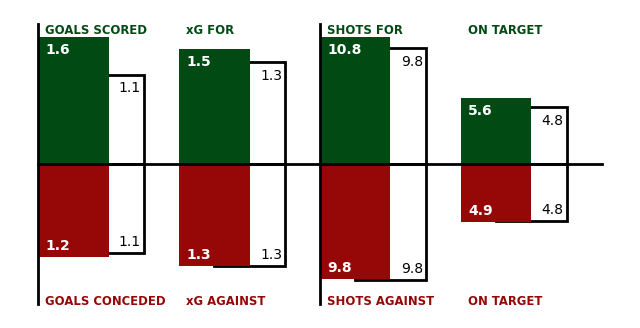 GOALS SCORED xG FOR SHOTS FOR ON TARGET
1.6 1.1 1.5 1.3 10.8 9.8 5.6 4.8
1.2 1.1 1.3 1.3 9.8 9.8 4.9 4.8
GOALS CONCEDED xG AGAINST SHOTS AGAINST ON TARGET